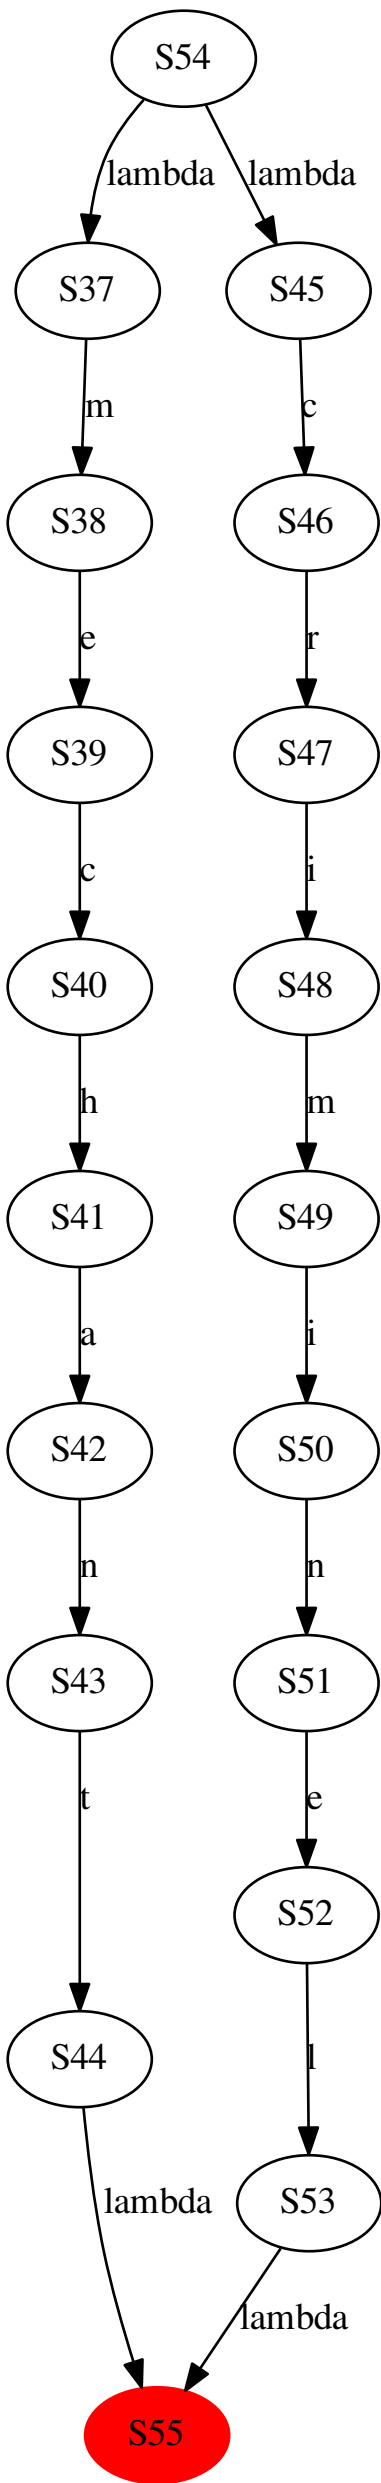 S54
lambda lambda
S37 S45
m c
S38 S46
e r
S39 S47
c i
S40 S48
h m
S41 S49
a i
S42 S50
n n
S43 S51
t e
S52
S44 l
S53
lambda
lambda
S55